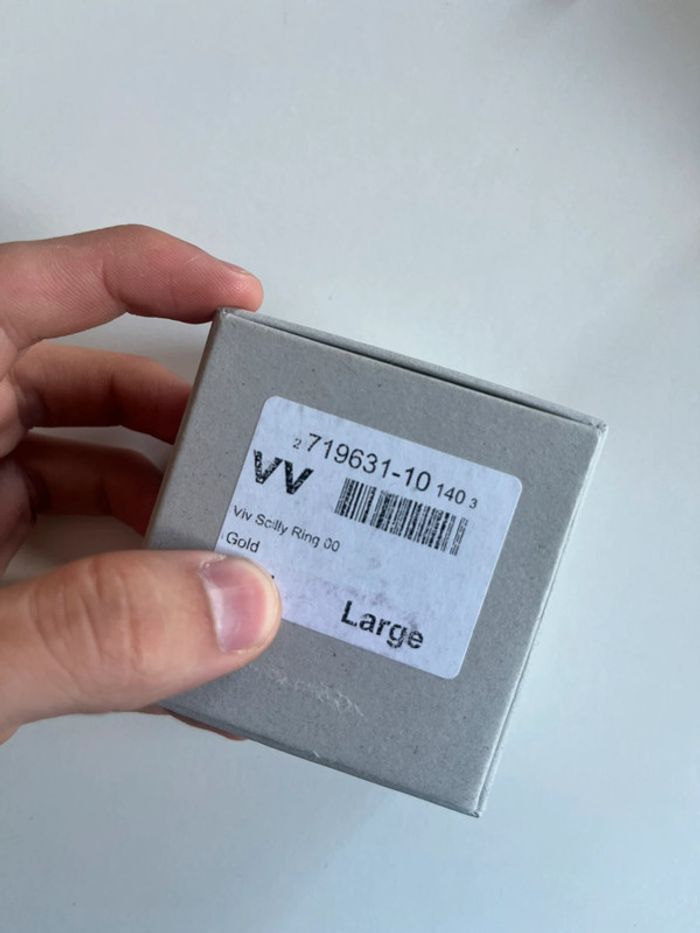 2 719631-10 140 3
VV
Viv Scilly Ring 00
Gold
Large